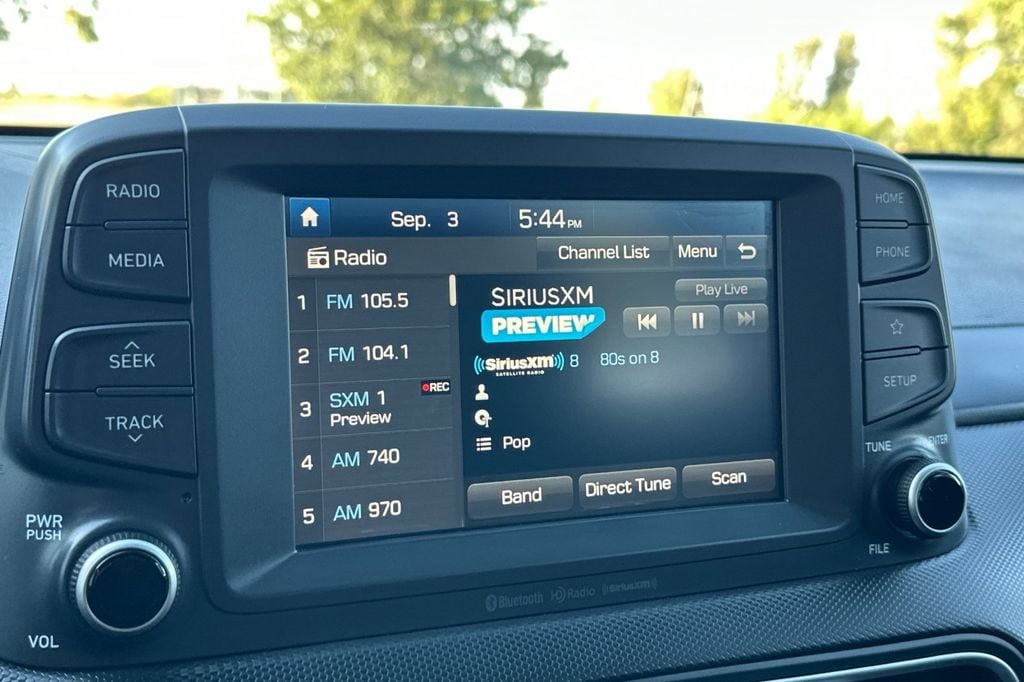 RADIO
MEDIA
SEEK
TRACK
PWR
PUSH
VOL
Sep. 3 5:44PM
Radio
Channel List Menu
1 FM 105.5
2 FM 104.1
3 SXM 1 REC
Preview
4 AM 740
5 AM 970
SIRIUSXM
PREVIEW
Play Live
((SiriusXM)) 8 80s on 8
SATELLITE RADIO
Pop
Band Direct Tune Scan
HOME
PHONE
SETUP
TUNE ENTER
FILE
Bluetooth HD Radio ((SiriusXM))